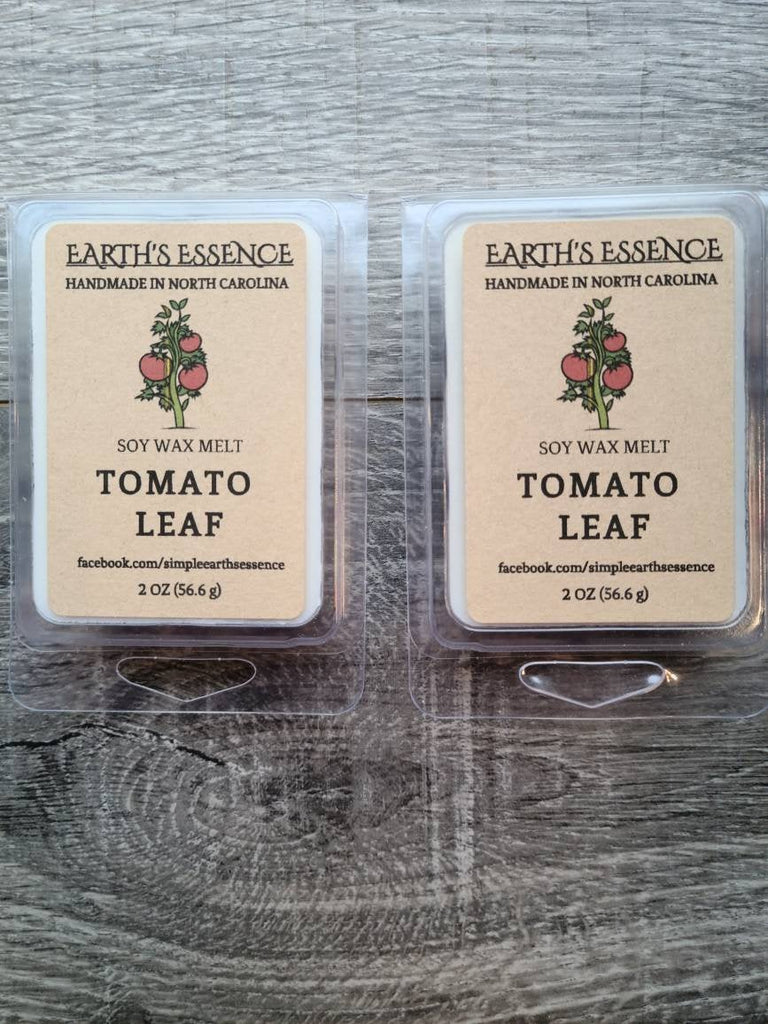 EARTH'S ESSENCE
HANDMADE IN NORTH CAROLINA
SOY WAX MELT
TOMATO
LEAF
facebook.com/simpleearthsessence
2 OZ (56.6 g)
EARTH'S ESSENCE
HANDMADE IN NORTH CAROLINA
SOY WAX MELT
TOMATO
LEAF
facebook.com/simpleearthsessence
2 OZ (56.6 g)